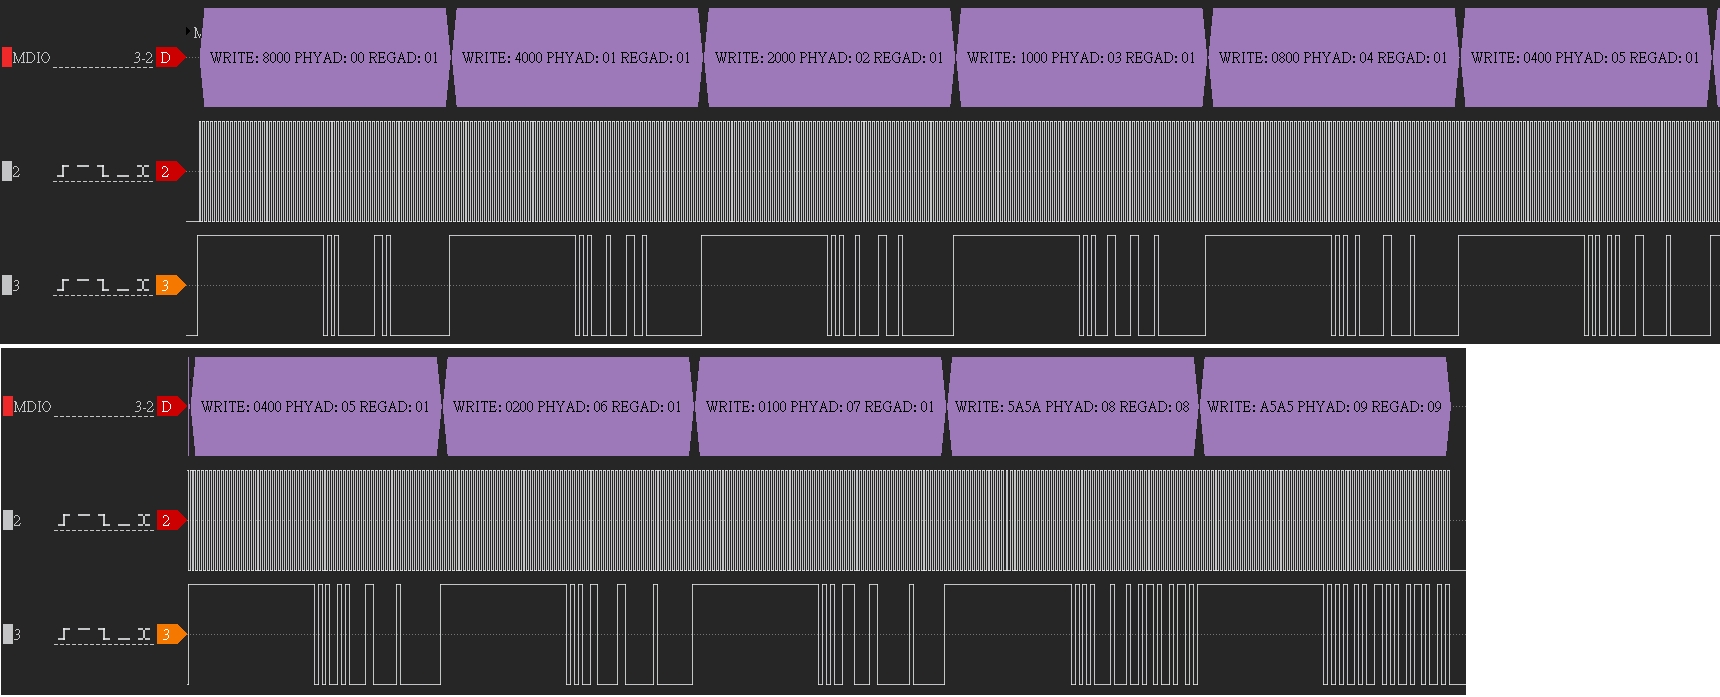 M
MDIO 3-2 D WRITE: 8000 PHYAD: 00 REGAD: 01 WRITE: 4000 PHYAD: 01 REGAD: 01 WRITE: 2000 PHYAD: 02 REGAD: 01 WRITE: 1000 PHYAD: 03 REGAD: 01 WRITE: 0800 PHYAD: 04 REGAD: 01 WRITE: 0400 PHYAD: 05 REGAD: 01
2 2
3 3
MDIO 3-2 D WRITE: 0400 PHYAD: 05 REGAD: 01 WRITE: 0200 PHYAD: 06 REGAD: 01 WRITE: 0100 PHYAD: 07 REGAD: 01 WRITE: 5A5A PHYAD: 08 REGAD: 08 WRITE: A5A5 PHYAD: 09 REGAD: 09
2 2
3 3